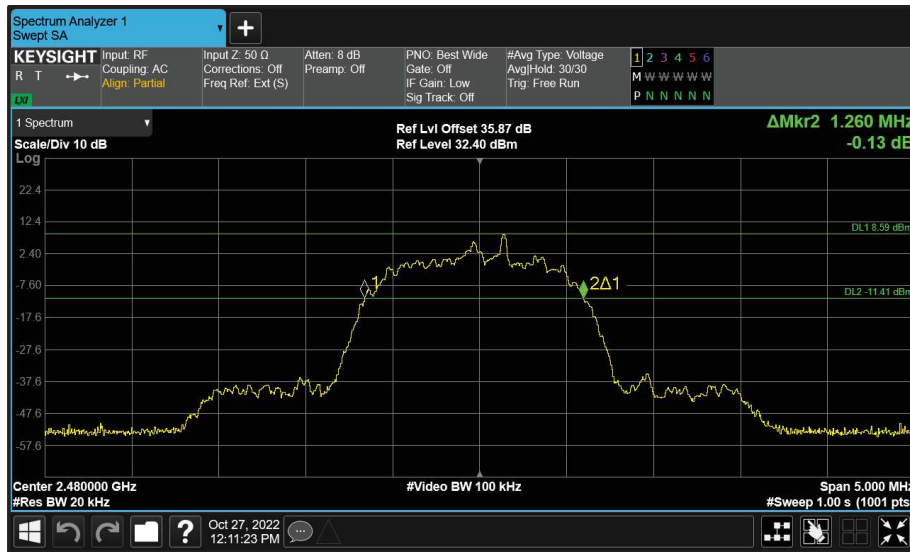 Spectrum Analyzer 1
Swept SA
+
KEYSIGHT
R T
LXI
Input: RF
Coupling: AC
Align: Partial
Input Z: 50 Ω
Corrections: Off
Freq Ref: Ext (S)
Atten: 8 dB
Preamp: Off
PNO: Best Wide
Gate: Off
IF Gain: Low
Sig Track: Off
#Avg Type: Voltage
Avg|Hold: 30/30
Trig: Free Run
1 2 3 4 5 6
M W W W W W
P N N N N N
1 Spectrum
Scale/Div 10 dB
Log
Ref Lvl Offset 35.87 dB
Ref Level 32.40 dBm
ΔMkr2 1.260 MHz
-0.13 dB
22.4
12.4
DL1 8.59 dBm
2.40
-7.60
1
2Δ1
DL2 -11.41 dBm
-17.6
-27.6
-37.6
-47.6
-57.6
Center 2.480000 GHz
#Res BW 20 kHz
#Video BW 100 kHz
Span 5.000 MHz
#Sweep 1.00 s (1001 pts
?
Oct 27, 2022
12:11:23 PM